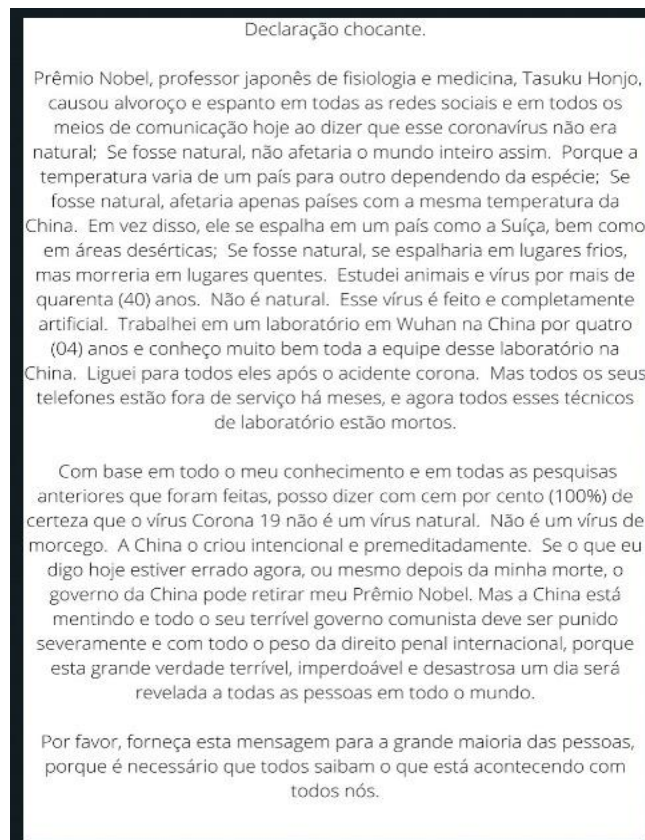 Declaração chocante.
Prêmio Nobel, professor japonês de fisiologia e medicina, Tasuku Honjo,
causou alvoroço e espanto em todas as redes sociais e em todos os
meios de comunicação hoje ao dizer que esse coronavírus não era
natural;  Se fosse natural, não afetaria o mundo inteiro assim.  Porque a
temperatura varia de um país para outro dependendo da espécie;  Se
fosse natural, afetaria apenas países com a mesma temperatura da
China.  Em vez disso, ele se espalha em um país como a Suíça, bem como
em áreas desérticas;  Se fosse natural, se espalharia em lugares frios,
mas morreria em lugares quentes.  Estudei animais e vírus por mais de
quarenta (40) anos.  Não é natural.  Esse vírus é feito e completamente
artificial.  Trabalhei em um laboratório em Wuhan na China por quatro
(04) anos e conheço muito bem toda a equipe desse laboratório na
China.  Liguei para todos eles após o acidente corona.  Mas todos os seus
telefones estão fora de serviço há meses, e agora todos esses técnicos
de laboratório estão mortos.
Com base em todo o meu conhecimento e em todas as pesquisas
anteriores que foram feitas, posso dizer com cem por cento (100%) de
certeza que o vírus Corona 19 não é um vírus natural.  Não é um vírus de
morcego.  A China o criou intencional e premeditadamente.  Se o que eu
digo hoje estiver errado agora, ou mesmo depois da minha morte, o
governo da China pode retirar meu Prêmio Nobel. Mas a China está
mentindo e todo o seu terrível governo comunista deve ser punido
severamente e com todo o peso da direito penal internacional, porque
esta grande verdade terrível, imperdoável e desastrosa um dia será
revelada a todas as pessoas em todo o mundo.
Por favor, forneça esta mensagem para a grande maioria das pessoas,
porque é necessário que todos saibam o que está acontecendo com
todos nós.